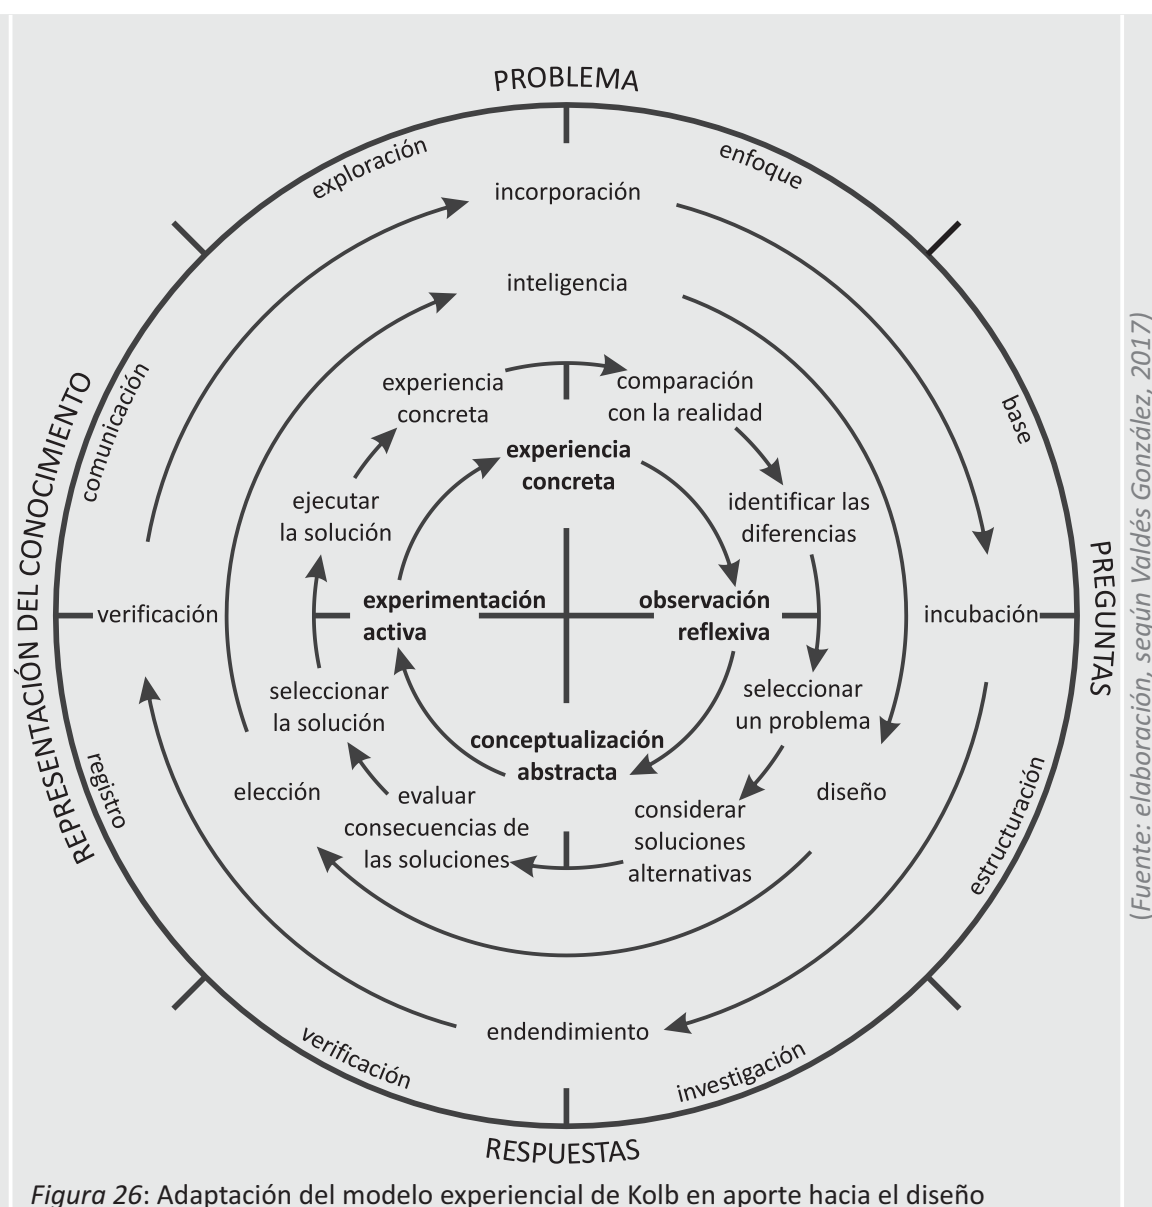 PROBLEMA
exploración
enfoque
incorporación
inteligencia
comunicación
base
experiencia
concreta
comparación
con la realidad
experiencia
concreta
ejecutar
la solución
identificar las
diferencias
REPRESENTACIÓN DEL CONOCIMIENTO
verificación
experimentación
activa
observación
reflexiva
incubación
PREGUNTAS
seleccionar
la solución
seleccionar
un problema
conceptualización
abstracta
elección
evaluar
consecuencias de
las soluciones
considerar
soluciones
alternativas
diseño
registro
estructuración
endendimiento
verificación
investigación
RESPUESTAS
(Fuente: elaboración, según Valdés González, 2017)
Figura 26: Adaptación del modelo experiencial de Kolb en aporte hacia el diseño